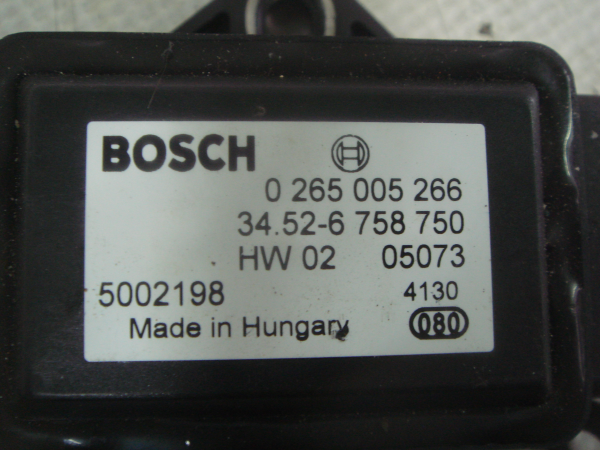 BOSCH
0 265 005 266
34.52-6 758 750
HW 02 05073
5002198 4130
Made in Hungary 080